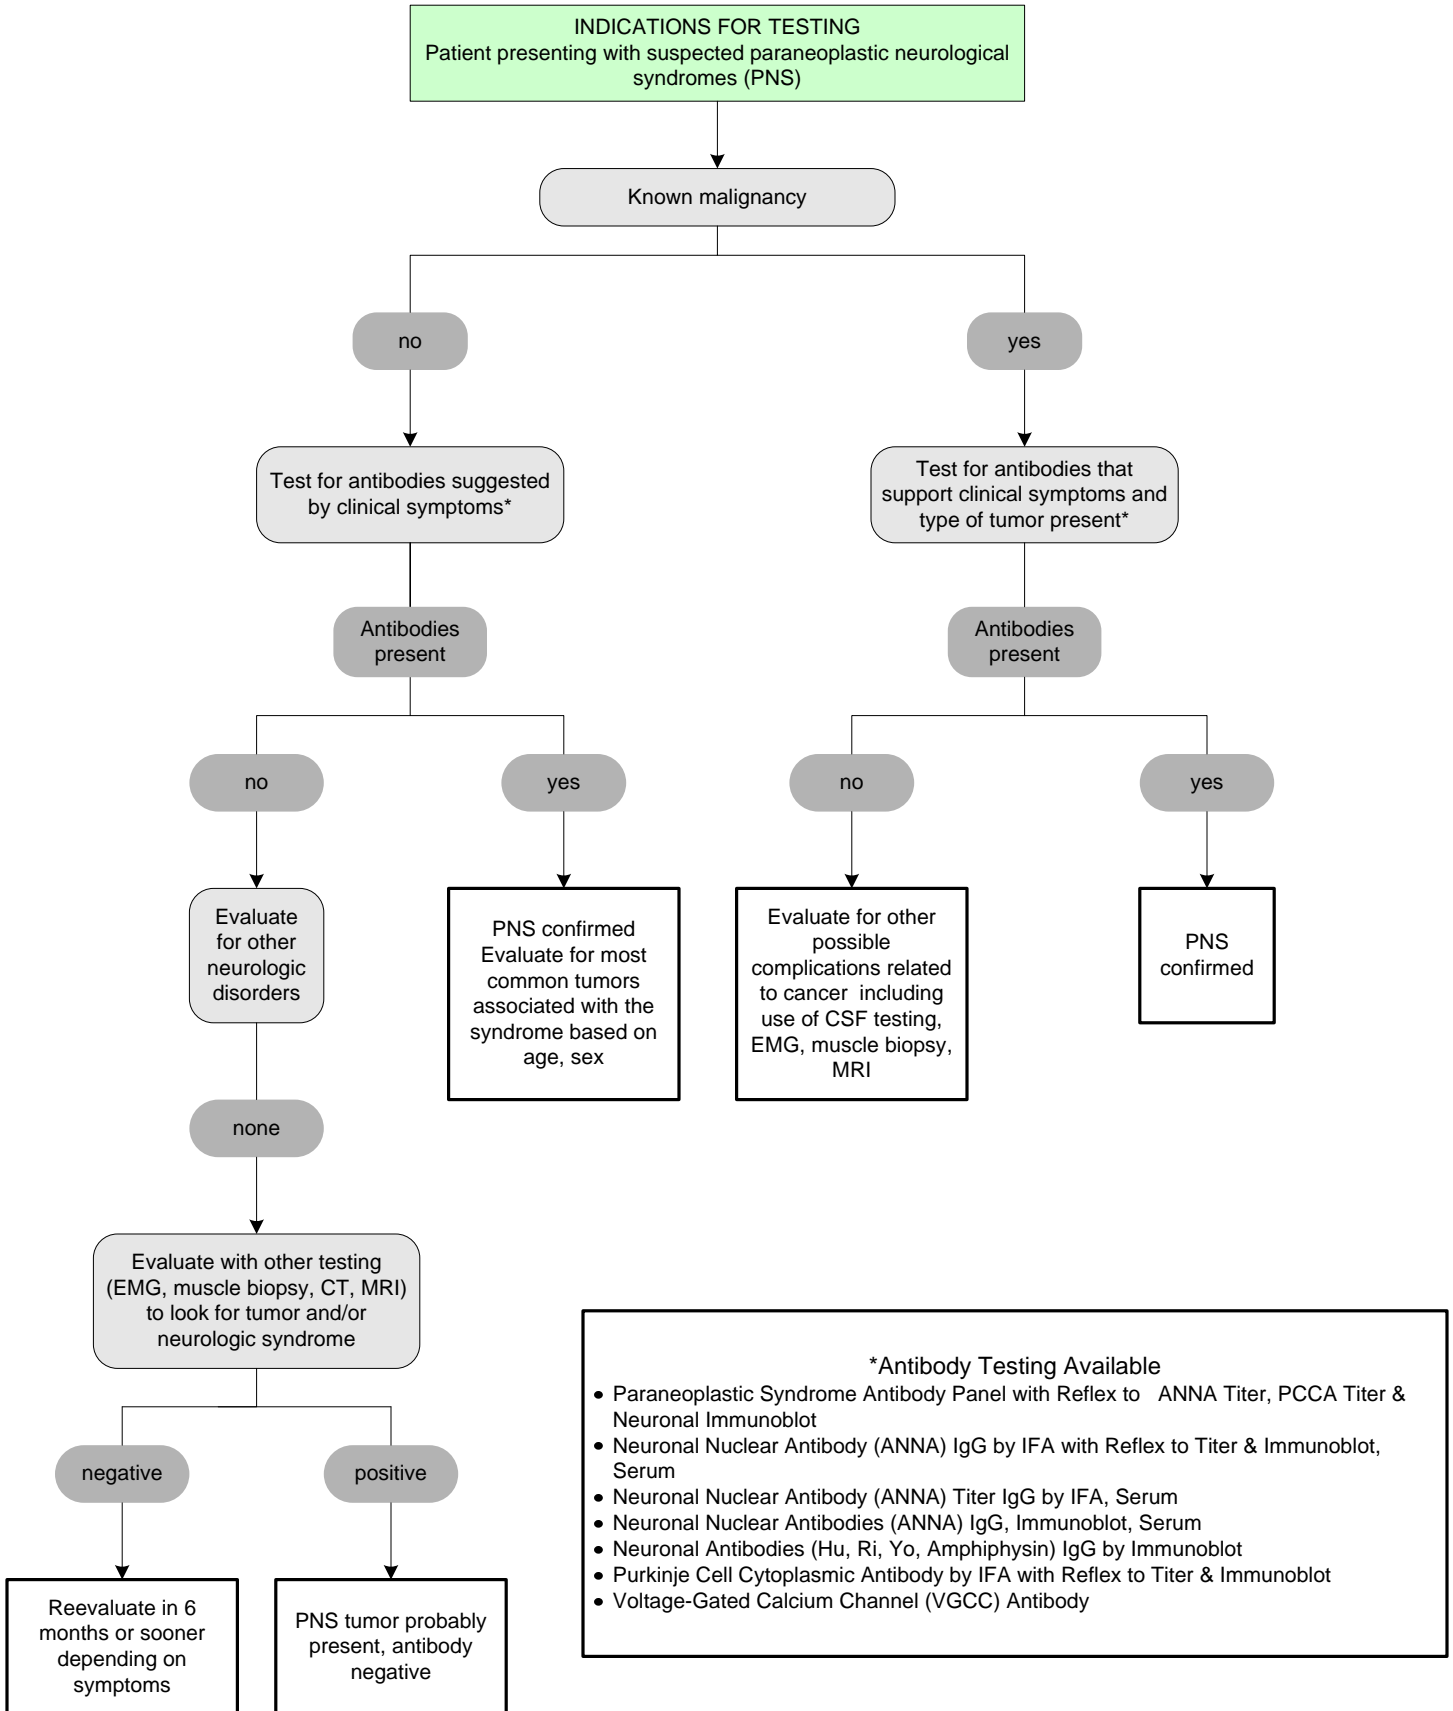 INDICATIONS FOR TESTING
Patient presenting with suspected paraneoplastic neurological
syndromes (PNS)
Known malignancy
no
yes
Test for antibodies suggested
by clinical symptoms*
Test for antibodies that
support clinical symptoms and
type of tumor present*
Antibodies
present
Antibodies
present
no
yes
no
yes
Evaluate
for other
neurologic
disorders
PNS confirmed
Evaluate for most
common tumors
associated with the
syndrome based on
age, sex
Evaluate for other
possible
complications related
to cancer including
use of CSF testing,
EMG, muscle biopsy,
MRI
PNS
confirmed
none
Evaluate with other testing
(EMG, muscle biopsy, CT, MRI)
to look for tumor and/or
neurologic syndrome
negative
positive
Reevaluate in 6
months or sooner
depending on
symptoms
PNS tumor probably
present, antibody
negative
*Antibody Testing Available
• Paraneoplastic Syndrome Antibody Panel with Reflex to ANNA Titer, PCCA Titer &
Neuronal Immunoblot
• Neuronal Nuclear Antibody (ANNA) IgG by IFA with Reflex to Titer & Immunoblot,
Serum
• Neuronal Nuclear Antibody (ANNA) Titer IgG by IFA, Serum
• Neuronal Nuclear Antibodies (ANNA) IgG, Immunoblot, Serum
• Neuronal Antibodies (Hu, Ri, Yo, Amphiphysin) IgG by Immunoblot
• Purkinje Cell Cytoplasmic Antibody by IFA with Reflex to Titer & Immunoblot
• Voltage-Gated Calcium Channel (VGCC) Antibody